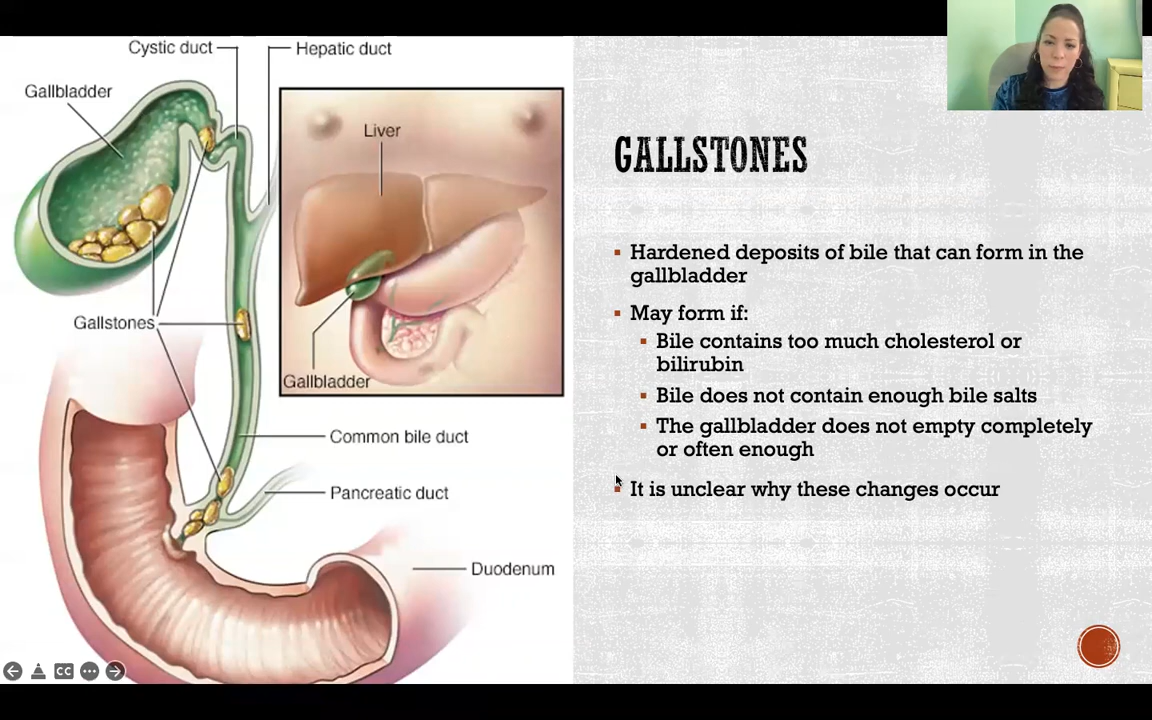 Cystic duct
Hepatic duct
Gallbladder
Liver
Gallstones
Gallbladder
Common bile duct
Pancreatic duct
Duodenum
GALLSTONES
Hardened deposits of bile that can form in the
gallbladder
May form if:
Bile contains too much cholesterol or
bilirubin
Bile does not contain enough bile salts
The gallbladder does not empty completely
or often enough
It is unclear why these changes occur
CC